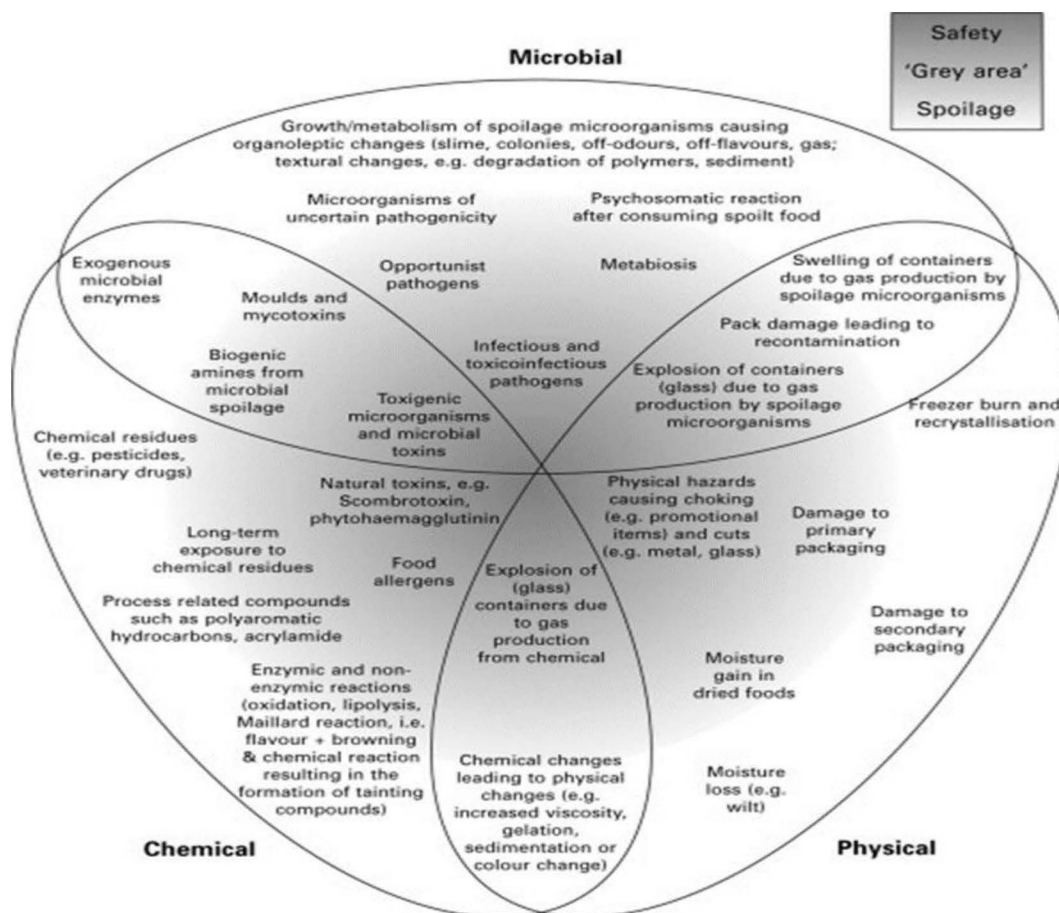 Safety
'Grey area'
Spoilage
Microbial
Growth/metabolism of spoilage microorganisms causing
organoleptic changes (slime, colonies, off-odours, off-flavours, gas;
textural changes, e.g. degradation of polymers, sediment)
Microorganisms of
uncertain pathogenicity
Psychosomatic reaction
after consuming spoilt food
Exogenous
microbial
enzymes
Opportunist
pathogens
Metabiosis
Swelling of containers
due to gas production by
spoilage microorganisms
Moulds and
mycotoxins
Pack damage leading to
recontamination
Biogenic
amines from
microbial
spoilage
Infectious and
toxicoinfectious
pathogens
Explosion of containers
(glass) due to gas
production by spoilage
microorganisms
Toxigenic
microorganisms
and microbial
toxins
Freezer burn and
recrystallisation
Chemical residues
(e.g. pesticides,
veterinary drugs)
Natural toxins, e.g.
Scombrotoxin,
phytohaemagglutinin
Physical hazards
causing choking
(e.g. promotional
items) and cuts
(e.g. metal, glass)
Damage to
primary
packaging
Long-term
exposure to
chemical residues
Food
allergens
Explosion of
(glass)
containers due
to gas
production
from chemical
Process related compounds
such as polyaromatic
hydrocarbons, acrylamide
Damage to
secondary
packaging
Moisture
gain in
dried foods
Enzymic and non-
enzymic reactions
(oxidation, lipolysis,
Maillard reaction, i.e.
flavour + browning
& chemical reaction
resulting in the
formation of tainting
compounds)
Chemical changes
leading to physical
changes (e.g.
increased viscosity,
gelation,
sedimentation or
colour change)
Moisture
loss (e.g.
wilt)
Chemical
Physical